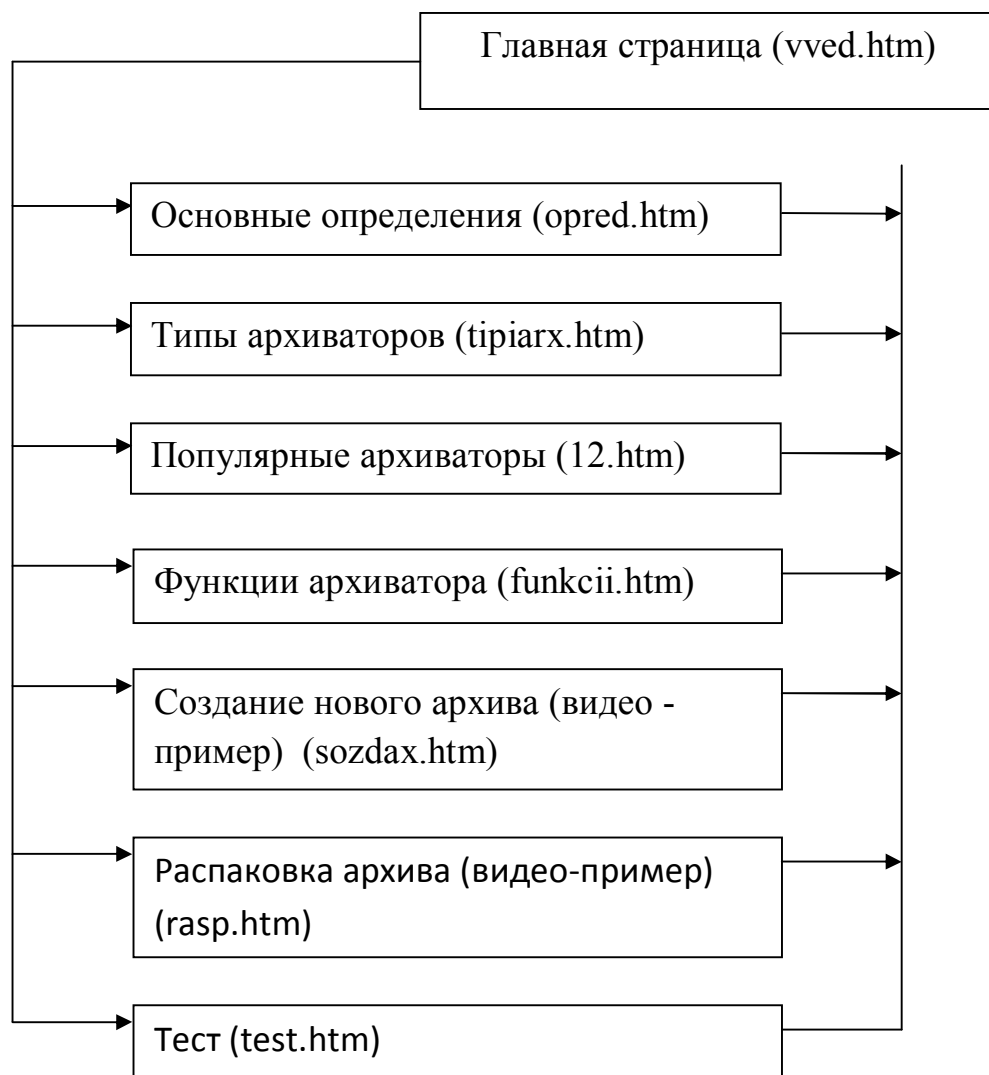 Главная страница (vved.htm)
Основные определения (opred.htm)
Типы архиваторов (tipiarx.htm)
Популярные архиваторы (12.htm)
Функции архиватора (funkcii.htm)
Создание нового архива (видео -
пример) (sozdax.htm)
Распаковка архива (видео-пример)
(rasp.htm)
Тест (test.htm)